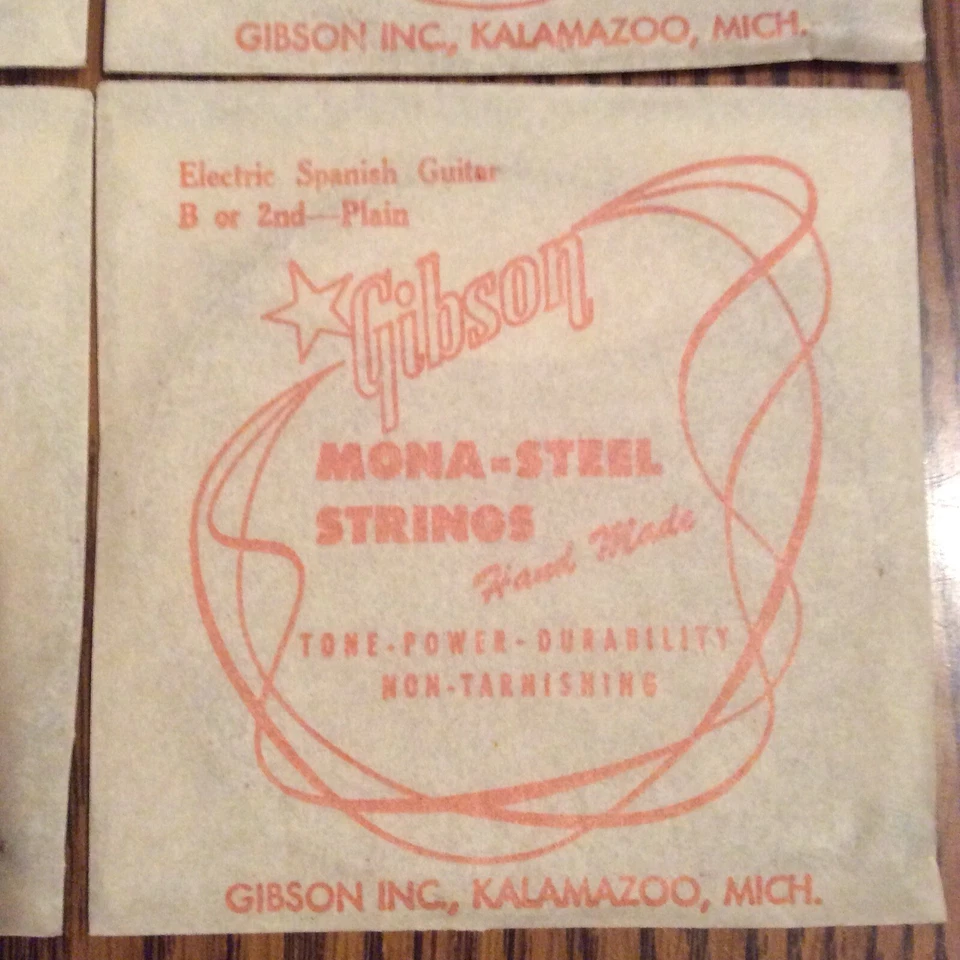 GIBSON INC., KALAMAZOO, MICH.
Electric Spanish Guitar
B or 2nd—Plain
Gibson
MONA-STEEL
STRINGS
Hand Made
TONE-POWER-DURABILITY
NON-TARNISHING
GIBSON INC., KALAMAZOO, MICH.